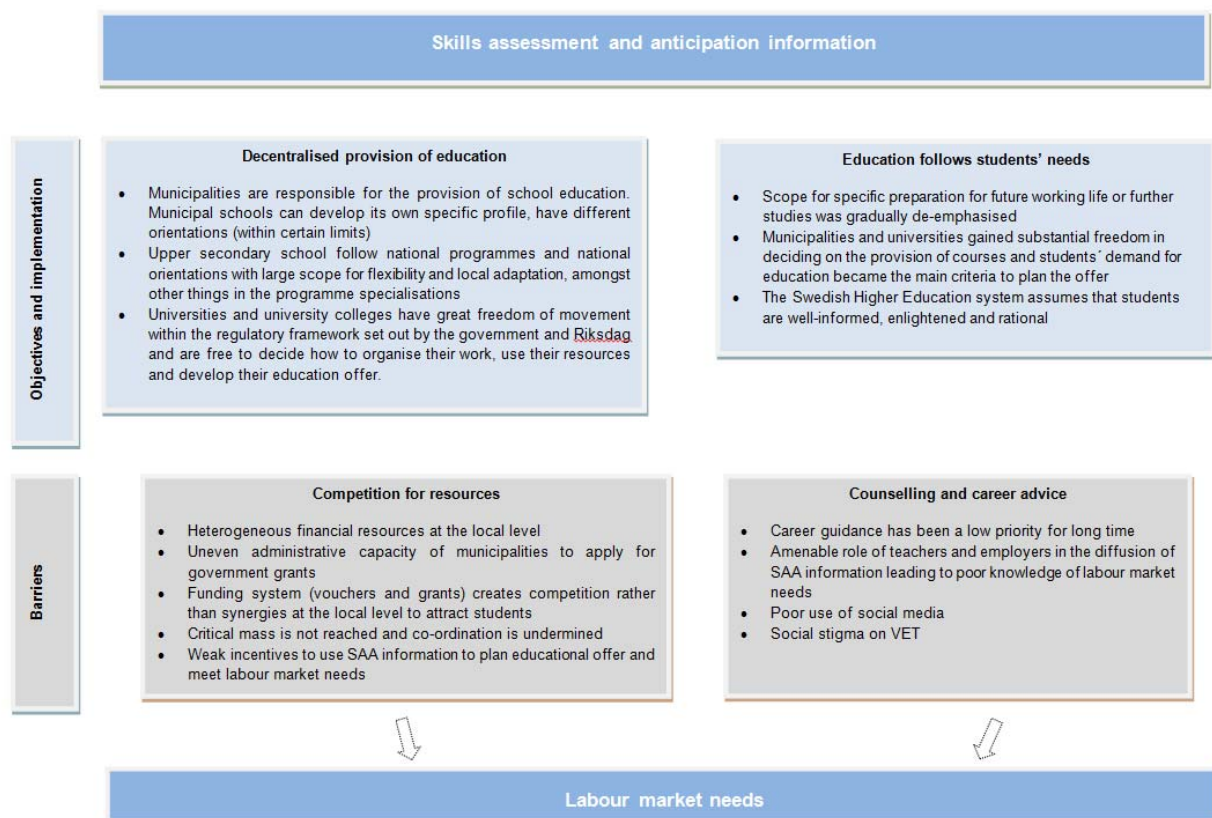 Skills assessment and anticipation information
Objectives and implementation
Decentralised provision of education
• Municipalities are responsible for the provision of school education.
Municipal schools can develop its own specific profile, have different
orientations (within certain limits)
• Upper secondary school follow national programmes and national
orientations with large scope for flexibility and local adaptation, amongst
other things in the programme specialisations
• Universities and university colleges have great freedom of movement
within the regulatory framework set out by the government and Riksdag
and are free to decide how to organise their work, use their resources
and develop their education offer.
Education follows students’ needs
• Scope for specific preparation for future working life or further
studies was gradually de-emphasised
• Municipalities and universities gained substantial freedom in
deciding on the provision of courses and students´ demand for
education became the main criteria to plan the offer
• The Swedish Higher Education system assumes that students
are well-informed, enlightened and rational
Barriers
Competition for resources
• Heterogeneous financial resources at the local level
• Uneven administrative capacity of municipalities to apply for
government grants
• Funding system (vouchers and grants) creates competition rather
than synergies at the local level to attract students
• Critical mass is not reached and co-ordination is undermined
• Weak incentives to use SAA information to plan educational offer and
meet labour market needs
Counselling and career advice
• Career guidance has been a low priority for long time
• Amenable role of teachers and employers in the diffusion of
SAA information leading to poor knowledge of labour market
needs
• Poor use of social media
• Social stigma on VET
Labour market needs